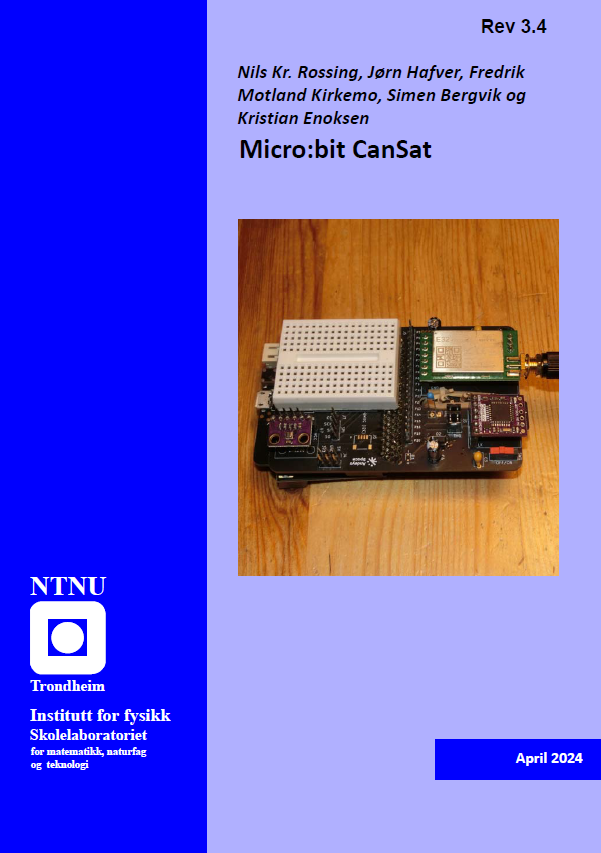 Rev 3.4
Nils Kr. Rossing, Jørn Hafver, Fredrik
Motland Kirkemo, Simen Bergvik og
Kristian Enoksen
Micro:bit CanSat
NTNU
Trondheim
Institutt for fysikk
Skolelaboratoriet
for matematikk, naturfag
og teknologi
April 2024